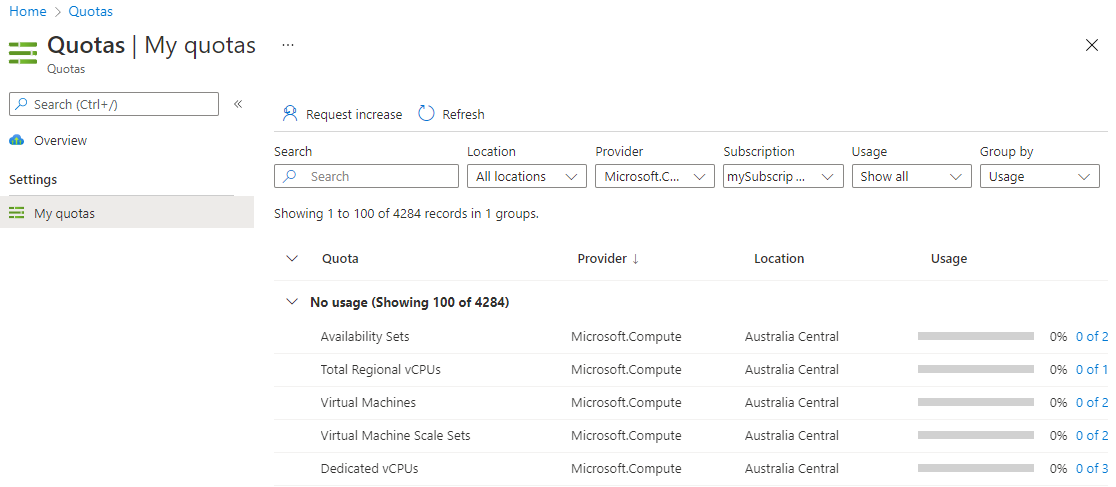 Home > Quotas
Quotas | My quotas ...
Quotas
Search (Ctrl+/) «
Overview
Settings
My quotas
Request increase Refresh
Search Location Provider Subscription Usage Group by
Search All locations Microsoft.C... mySubscrip ... Show all Usage
Showing 1 to 100 of 4284 records in 1 groups.
Quota Provider ↓ Location Usage
No usage (Showing 100 of 4284)
Availability Sets Microsoft.Compute Australia Central 0% 0 of 2
Total Regional vCPUs Microsoft.Compute Australia Central 0% 0 of 1
Virtual Machines Microsoft.Compute Australia Central 0% 0 of 2
Virtual Machine Scale Sets Microsoft.Compute Australia Central 0% 0 of 2
Dedicated vCPUs Microsoft.Compute Australia Central 0% 0 of 3